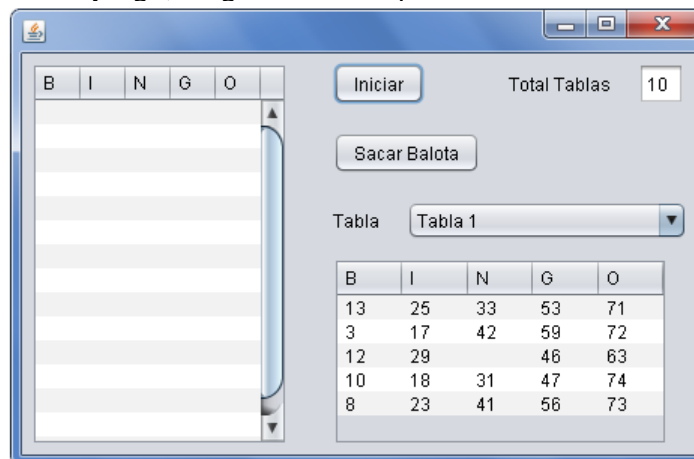 B I N G O
Iniciar Total Tablas 10
Sacar Balota
Tabla Tabla 1
B I N G O
13 25 33 53 71
3 17 42 59 72
12 29 46 63
10 18 31 47 74
8 23 41 56 73